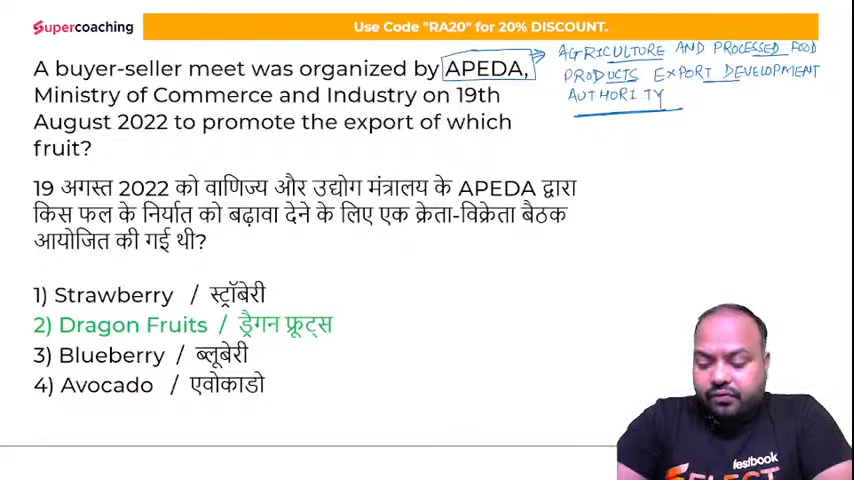 Supercoaching
Use Code "RA20" for 20% DISCOUNT.
A buyer-seller meet was organized by APEDA,
Ministry of Commerce and Industry on 19th
August 2022 to promote the export of which
fruit?
AGRICULTURE AND PROCESSED FOOD
PRODUCTS EXPORT DEVELOPMENT
AUTHORITY
19 अगस्त 2022 को वाणिज्य और उद्योग मंत्रालय के APEDA द्वारा
किस फल के निर्यात को बढ़ावा देने के लिए एक क्रेता-विक्रेता बैठक
आयोजित की गई थी?
1) Strawberry / स्ट्रॉबेरी
2) Dragon Fruits / ड्रैगन फ्रूट्स
3) Blueberry / ब्लूबेरी
4) Avocado / एवोकाडो
testbook
SELECT